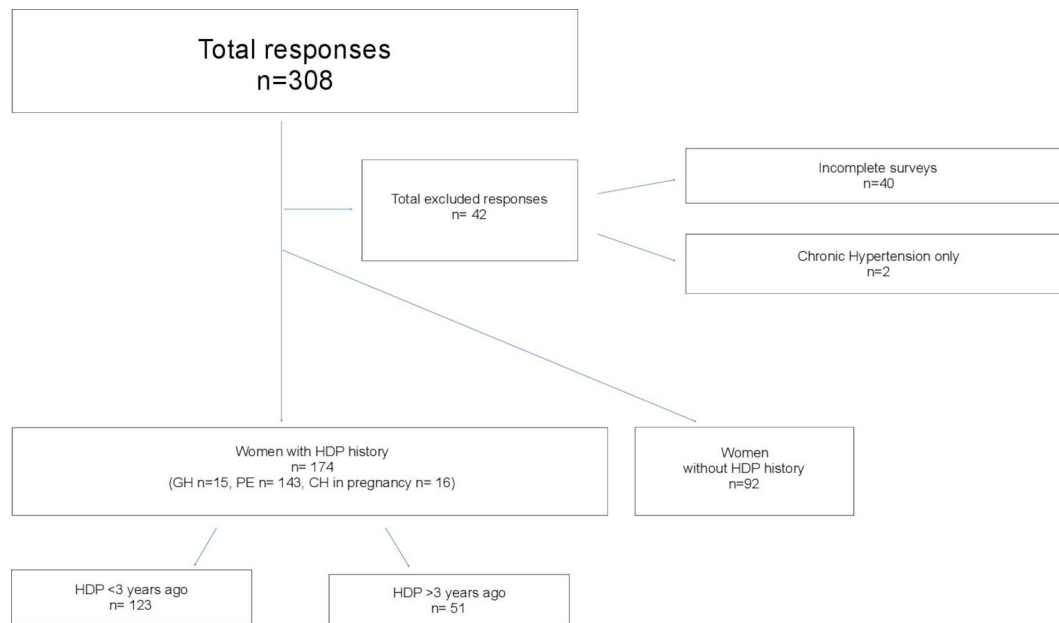 Total responses
n=308
Total excluded responses
n= 42
Incomplete surveys
n=40
Chronic Hypertension only
n=2
Women with HDP history
n= 174
(GH n=15, PE n= 143, CH in pregnancy n= 16)
Women
without HDP history
n=92
HDP <3 years ago
n= 123
HDP >3 years ago
n= 51